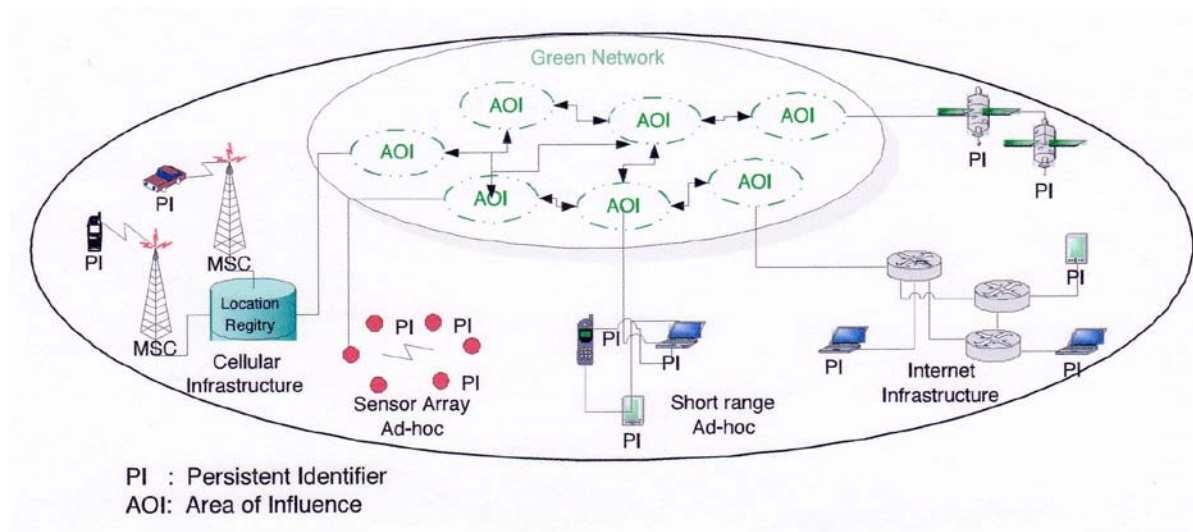 Green Network
AOI
AOI
AOI
AOI
AOI
AOI
AOI
PI
PI
PI
PI
MSC
MSC
Location
Regitry
Cellular
Infrastructure
PI
PI
PI
Sensor Array
Ad-hoc
PI
PI
PI
Short range
Ad-hoc
PI
PI
PI
Internet
Infrastructure
PI : Persistent Identifier
AOI: Area of Influence